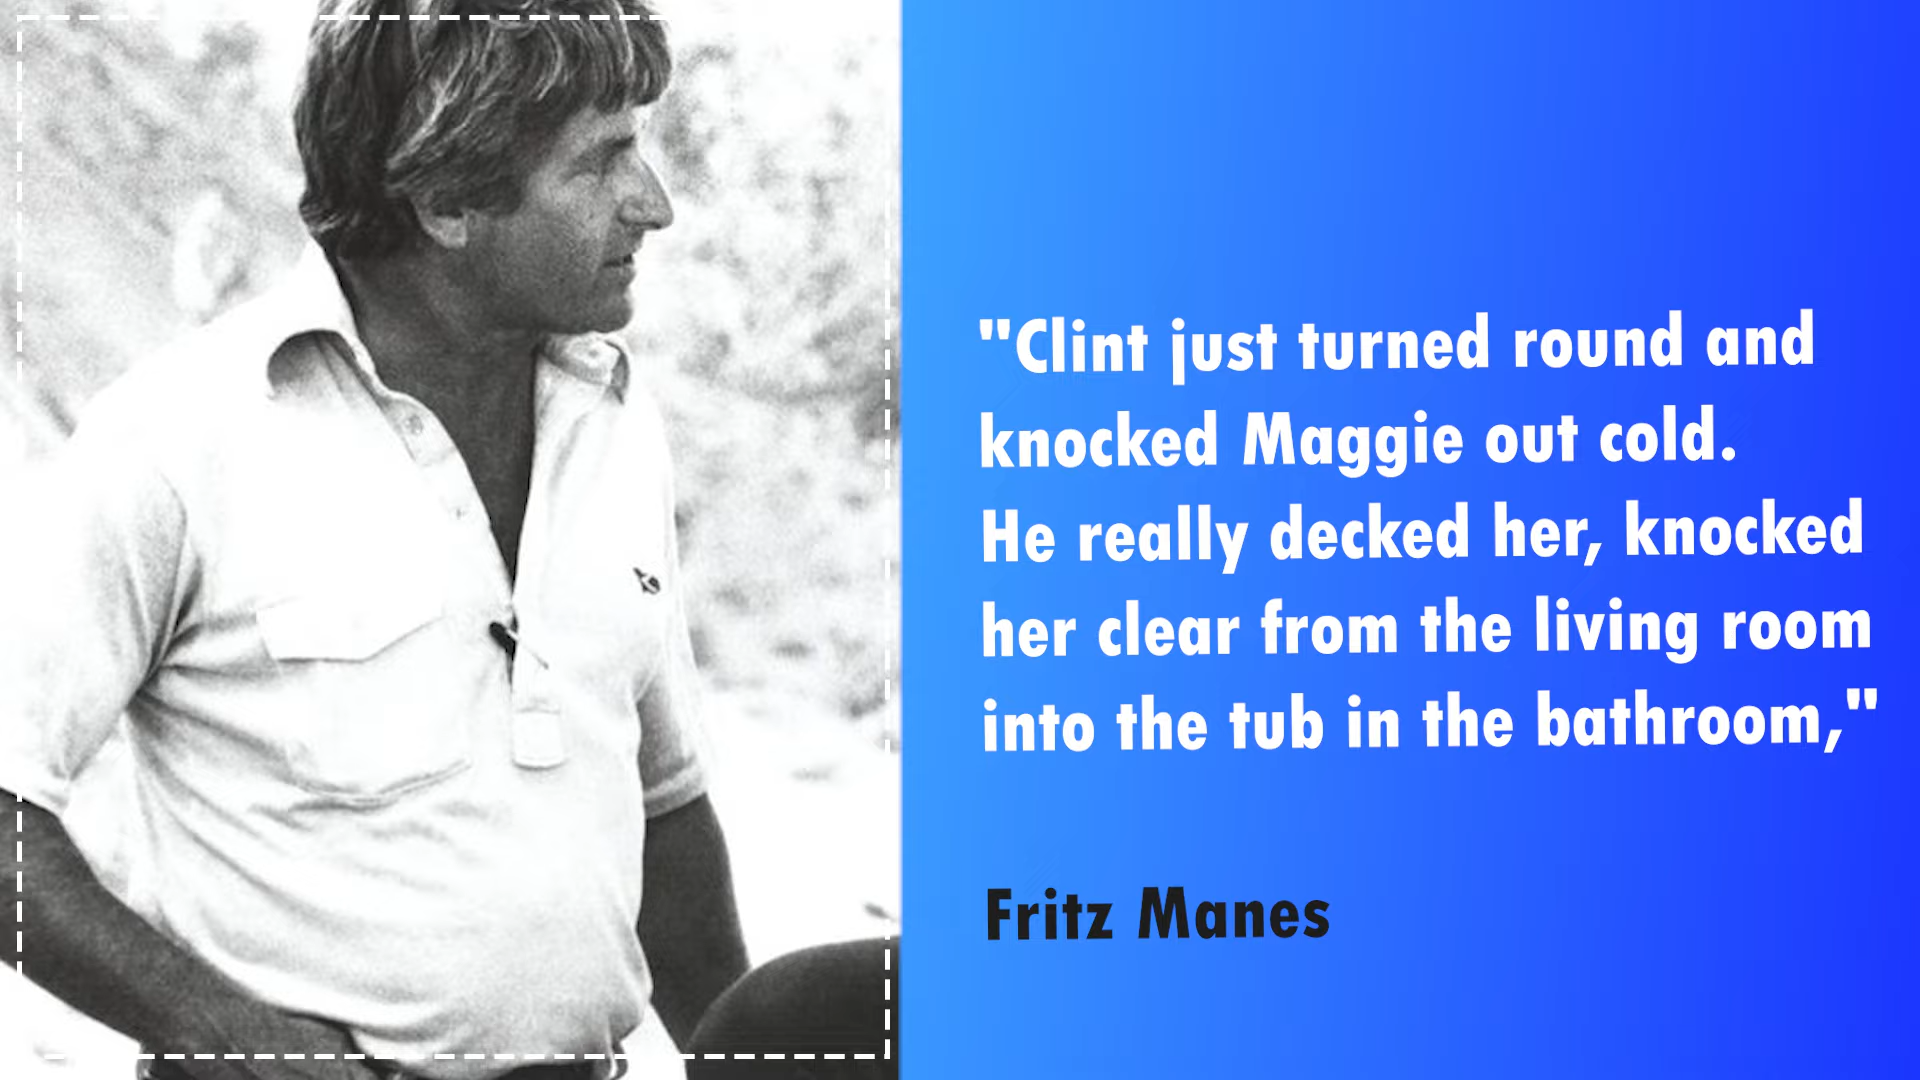 "Clint just turned round and
knocked Maggie out cold.
He really decked her, knocked
her clear from the living room
into the tub in the bathroom,"
Fritz Manes